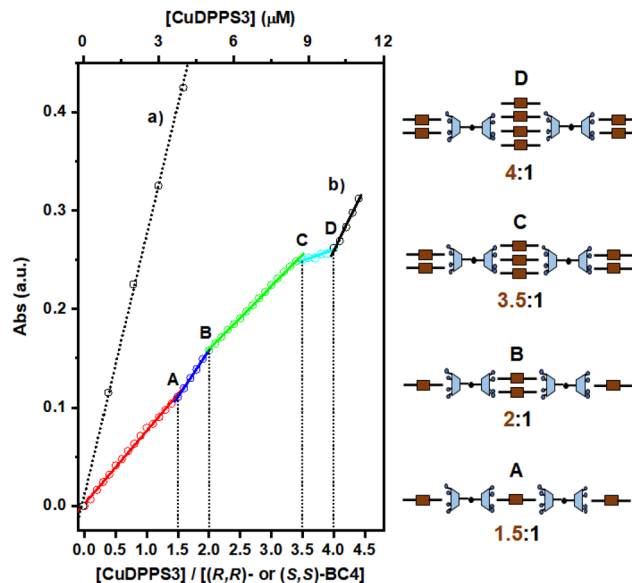 [CuDPPS3] (μM)
0 3 6 9 12
Abs (a.u.)
0.4
0.3
0.2
0.1
0.0
a)
b)
A
B
C
D
0.0 0.5 1.0 1.5 2.0 2.5 3.0 3.5 4.0 4.5
[CuDPPS3] / [(R,R)- or (S,S)-BC4]
D
4:1
C
3.5:1
B
2:1
A
1.5:1